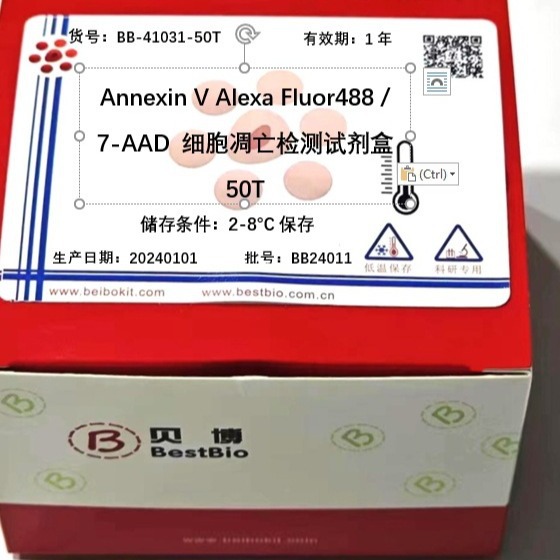 货号：BB-41031-50T
有效期：1 年
Annexin V Alexa Fluor488 /
7-AAD 细胞凋亡检测试剂盒
50T
(Ctrl)
储存条件：2-8°C 保存
生产日期：20240101
批号：BB24011
低温保存
科研专用
www.beibokit.com
www.bestbio.com.cn
B
贝博
BestBio
www.beibokit.com